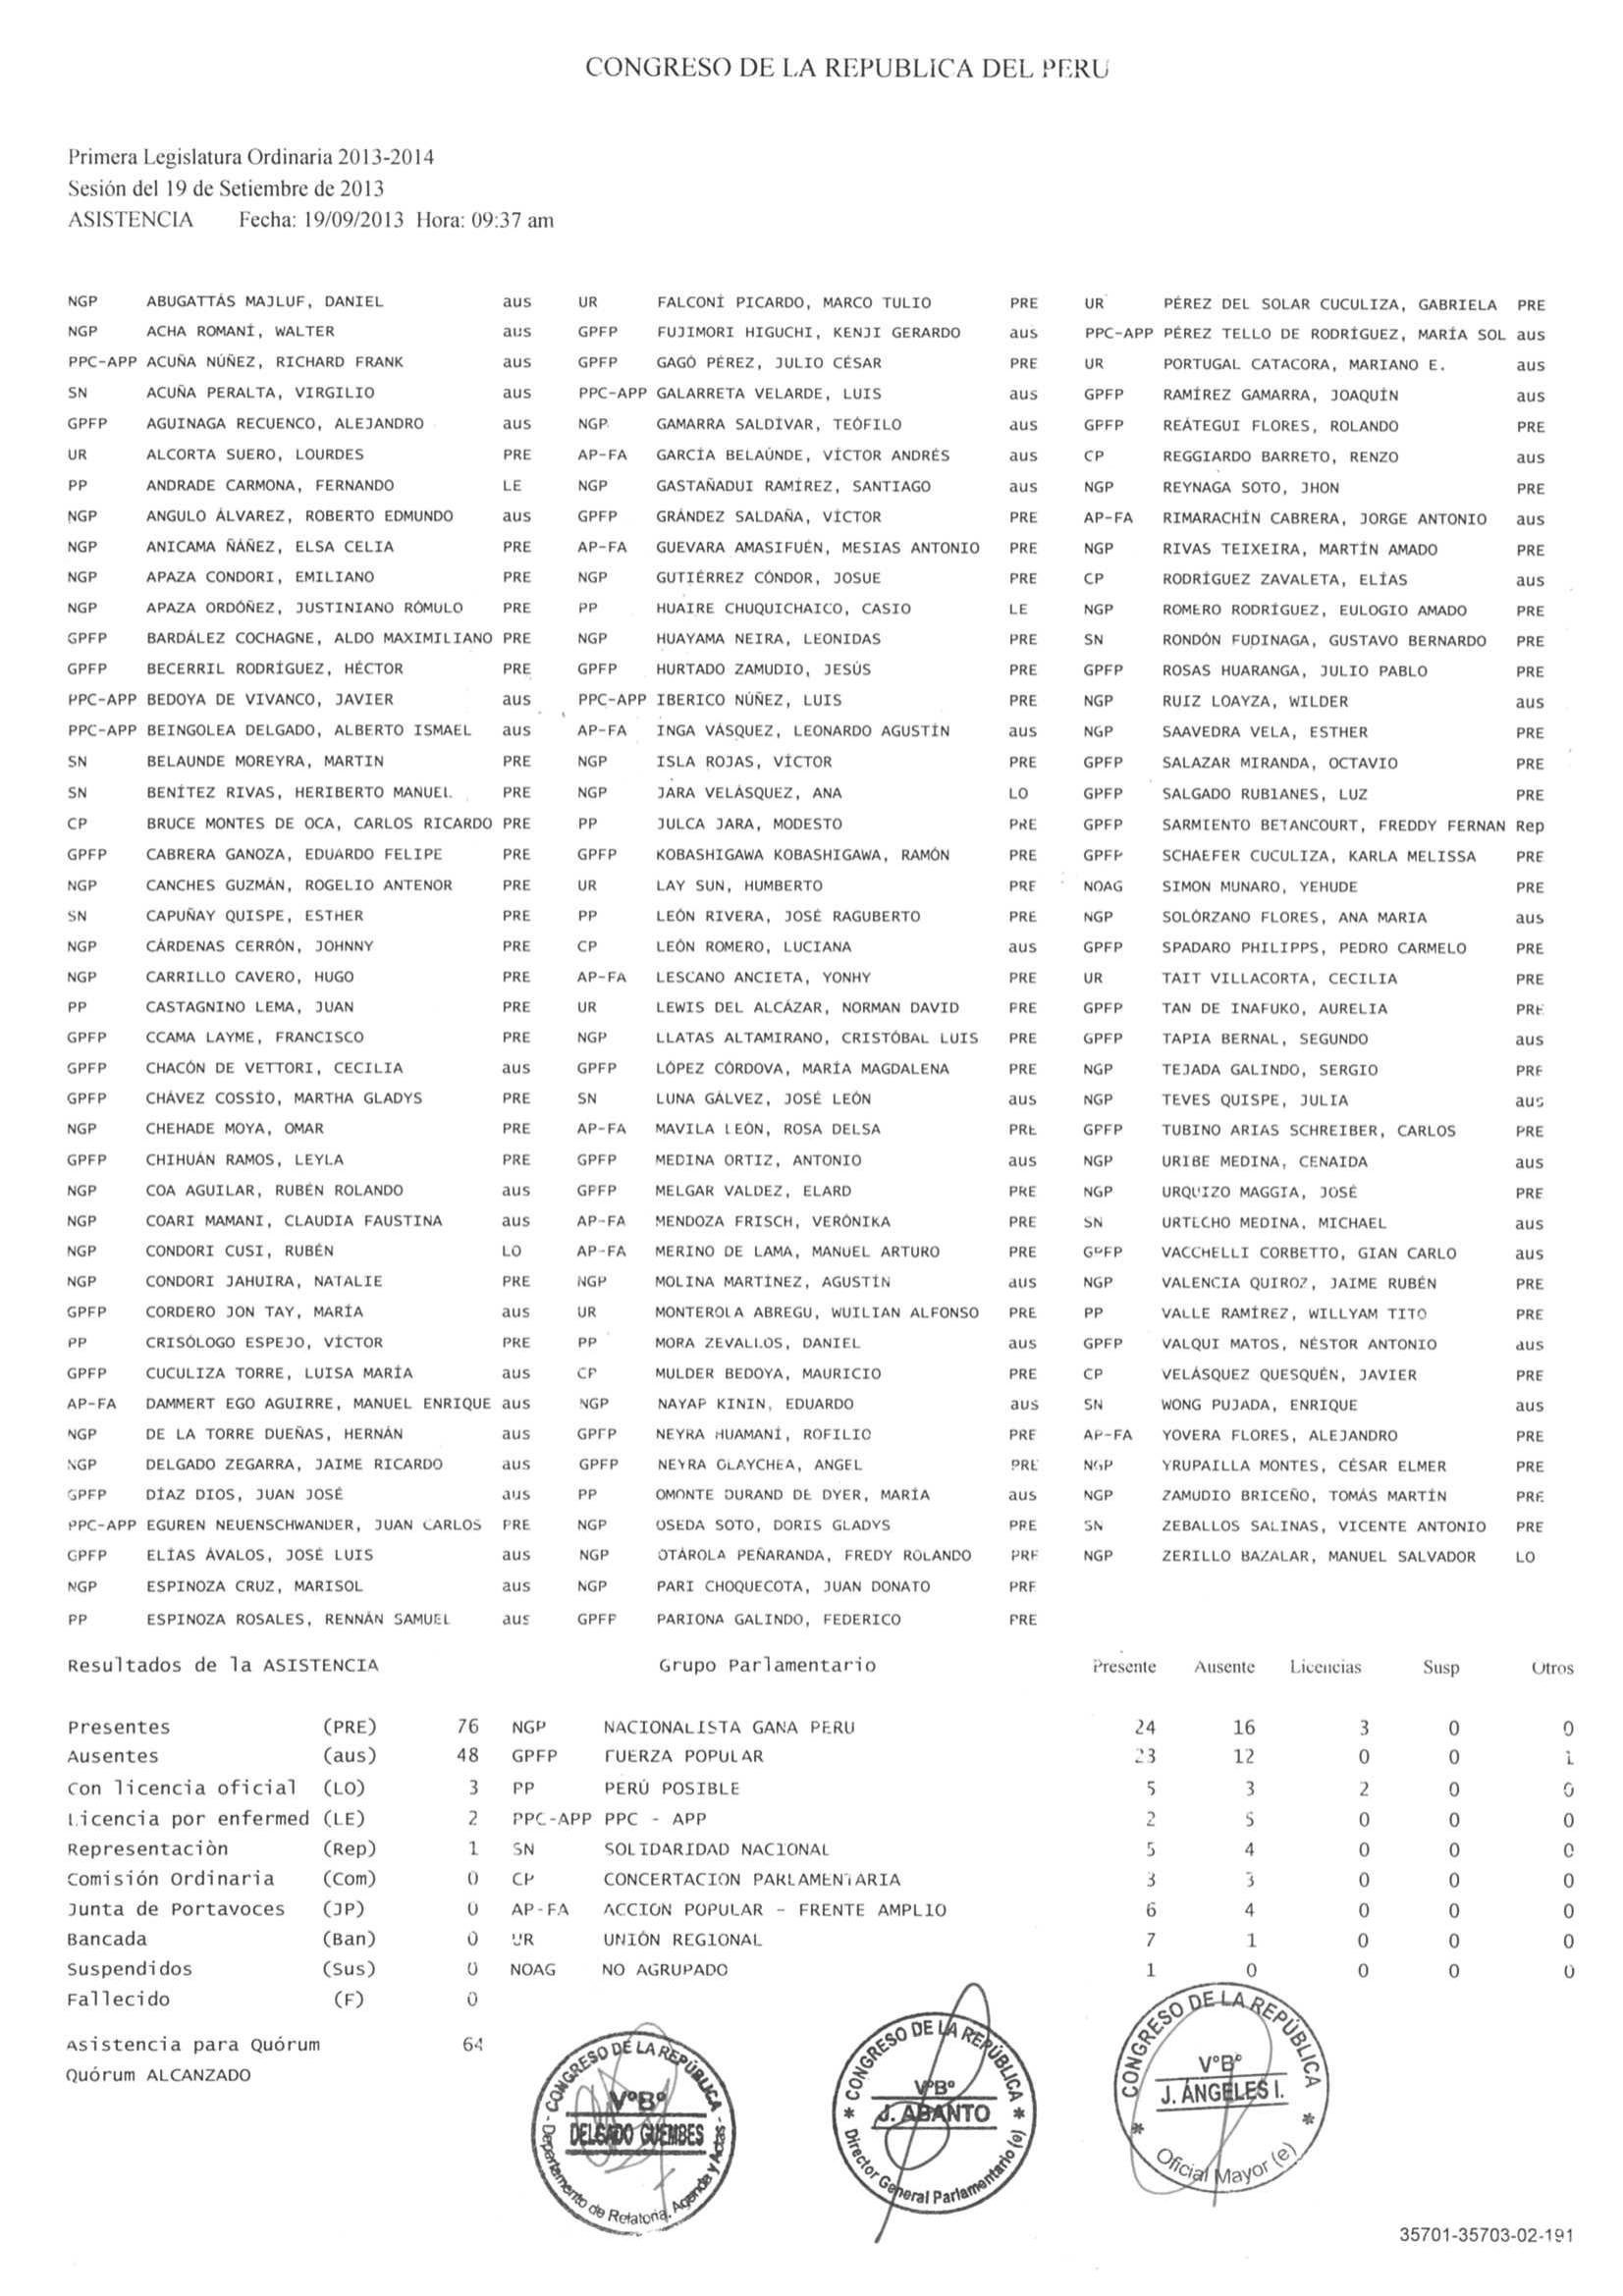 CONGRESO DE LA REPUBLICA DEL PERU
Primera Legislatura Ordinaria 2013-2014
Sesión del 19 de Setiembre de 2013
ASISTENCIA Fecha: 19/09/2013 Hora: 09:37 am
NGP ABUGATTÁS MAJLUF, DANIEL aus UR FALCONÍ PICARDO, MARCO TULIO PRE UR PÉREZ DEL SOLAR CUCULIZA, GABRIELA PRE
NGP ACHA ROMANÍ, WALTER aus GPFP FUJIMORI HIGUCHI, KENJI GERARDO aus PPC-APP PÉREZ TELLO DE RODRÍGUEZ, MARÍA SOL aus
PPC-APP ACUÑA NÚÑEZ, RICHARD FRANK aus GPFP GAGÓ PÉREZ, JULIO CÉSAR PRE UR PORTUGAL CATACORA, MARIANO E. aus
SN ACUÑA PERALTA, VIRGILIO aus PPC-APP GALARRETA VELARDE, LUIS aus GPFP RAMÍREZ GAMARRA, JOAQUÍN aus
GPFP AGUINAGA RECUENCO, ALEJANDRO aus NGP GAMARRA SALDÍVAR, TEÓFILO aus GPFP REÁTEGUI FLORES, ROLANDO PRE
UR ALCORTA SUERO, LOURDES PRE AP-FA GARCÍA BELAÚNDE, VÍCTOR ANDRÉS aus CP REGGIARDO BARRETO, RENZO aus
PP ANDRADE CARMONA, FERNANDO LE NGP GASTAÑADUI RAMÍREZ, SANTIAGO aus NGP REYNAGA SOTO, JHON PRE
NGP ANGULO ÁLVAREZ, ROBERTO EDMUNDO aus GPFP GRÁNDEZ SALDAÑA, VÍCTOR PRE AP-FA RIMARACHÍN CABRERA, JORGE ANTONIO aus
NGP ANICAMA ÑÁÑEZ, ELSA CELIA PRE AP-FA GUEVARA AMASIFUÉN, MESIAS ANTONIO PRE NGP RIVAS TEIXEIRA, MARTÍN AMADO PRE
NGP APAZA CONDORI, EMILIANO PRE NGP GUTIÉRREZ CÓNDOR, JOSUE PRE CP RODRÍGUEZ ZAVALETA, ELÍAS aus
NGP APAZA ORDÓÑEZ, JUSTINIANO RÓMULO PRE PP HUAIRE CHUQUICHAICO, CASIO LE NGP ROMERO RODRÍGUEZ, EULOGIO AMADO PRE
GPFP BARDÁLEZ COCHAGNE, ALDO MAXIMILIANO PRE NGP HUAYAMA NEIRA, LEONIDAS PRE SN RONDÓN FUDINAGA, GUSTAVO BERNARDO PRE
GPFP BECERRIL RODRÍGUEZ, HÉCTOR PRE GPFP HURTADO ZAMUDIO, JESÚS PRE GPFP ROSAS HUARANGA, JULIO PABLO PRE
PPC-APP BEDOYA DE VIVANCO, JAVIER aus PPC-APP IBERICO NÚÑEZ, LUIS PRE NGP RUIZ LOAYZA, WILDER aus
PPC-APP BEINGOLEA DELGADO, ALBERTO ISMAEL aus AP-FA INGA VÁSQUEZ, LEONARDO AGUSTÍN aus NGP SAAVEDRA VELA, ESTHER PRE
SN BELAUNDE MOREYRA, MARTIN PRE NGP ISLA ROJAS, VÍCTOR PRE GPFP SALAZAR MIRANDA, OCTAVIO PRE
SN BENÍTEZ RIVAS, HERIBERTO MANUEL PRE NGP JARA VELÁSQUEZ, ANA LO GPFP SALGADO RUBIANES, LUZ PRE
CP BRUCE MONTES DE OCA, CARLOS RICARDO PRE PP JULCA JARA, MODESTO PRE GPFP SARMIENTO BETANCOURT, FREDDY FERNAN Rep
GPFP CABRERA GANOZA, EDUARDO FELIPE PRE GPFP KOBASHIGAWA KOBASHIGAWA, RAMÓN PRE GPFP SCHAEFER CUCULIZA, KARLA MELISSA PRE
NGP CANCHES GUZMÁN, ROGELIO ANTENOR PRE UR LAY SUN, HUMBERTO PRE NOAG SIMON MUNARO, YEHUDE PRE
SN CAPUÑAY QUISPE, ESTHER PRE PP LEÓN RIVERA, JOSÉ RAGUBERTO PRE NGP SOLÓRZANO FLORES, ANA MARIA aus
NGP CÁRDENAS CERRÓN, JOHNNY PRE CP LEÓN ROMERO, LUCIANA aus GPFP SPADARO PHILIPPS, PEDRO CARMELO PRE
NGP CARRILLO CAVERO, HUGO PRE AP-FA LESCANO ANCIETA, YONHY PRE UR TAIT VILLACORTA, CECILIA PRE
PP CASTAGNINO LEMA, JUAN PRE UR LEWIS DEL ALCÁZAR, NORMAN DAVID PRE GPFP TAN DE INAFUKO, AURELIA PRE
GPFP CCAMA LAYME, FRANCISCO PRE NGP LLATAS ALTAMIRANO, CRISTÓBAL LUIS PRE GPFP TAPIA BERNAL, SEGUNDO aus
GPFP CHACÓN DE VETTORI, CECILIA aus GPFP LÓPEZ CÓRDOVA, MARÍA MAGDALENA PRE NGP TEJADA GALINDO, SERGIO PRE
GPFP CHÁVEZ COSSÍO, MARTHA GLADYS PRE SN LUNA GÁLVEZ, JOSÉ LEÓN aus NGP TEVES QUISPE, JULIA aus
NGP CHEHADE MOYA, OMAR PRE AP-FA MAVILA LEÓN, ROSA DELSA PRE GPFP TUBINO ARIAS SCHREIBER, CARLOS PRE
GPFP CHIHUÁN RAMOS, LEYLA PRE GPFP MEDINA ORTIZ, ANTONIO aus NGP URIBE MEDINA, CENAIDA aus
NGP COA AGUILAR, RUBÉN ROLANDO aus GPFP MELGAR VALDEZ, ELARD PRE NGP URQUIZO MAGGIA, JOSÉ PRE
NGP COARI MAMANI, CLAUDIA FAUSTINA aus AP-FA MENDOZA FRISCH, VERÓNIKA PRE SN URTECHO MEDINA, MICHAEL aus
NGP CONDORI CUSI, RUBÉN LO AP-FA MERINO DE LAMA, MANUEL ARTURO PRE GPFP VACCHELLI CORBETTO, GIAN CARLO aus
NGP CONDORI JAHUIRA, NATALIE PRE NGP MOLINA MARTÍNEZ, AGUSTÍN aus NGP VALENCIA QUIROZ, JAIME RUBÉN PRE
GPFP CORDERO JON TAY, MARÍA aus UR MONTEROLA ABREGU, WUILIAN ALFONSO PRE PP VALLE RAMÍREZ, WILLYAM TITO PRE
PP CRISÓLOGO ESPEJO, VÍCTOR PRE PP MORA ZEVALLOS, DANIEL aus GPFP VALQUI MATOS, NÉSTOR ANTONIO aus
GPFP CUCULIZA TORRE, LUISA MARÍA aus CP MULDER BEDOYA, MAURICIO PRE CP VELÁSQUEZ QUESQUÉN, JAVIER PRE
AP-FA DAMMERT EGO AGUIRRE, MANUEL ENRIQUE aus NGP NAYAP KININ, EDUARDO aus SN WONG PUJADA, ENRIQUE aus
NGP DE LA TORRE DUEÑAS, HERNÁN aus GPFP NEYRA HUAMANÍ, ROFILIO PRE AP-FA YOVERA FLORES, ALEJANDRO PRE
NGP DELGADO ZEGARRA, JAIME RICARDO aus GPFP NEYRA OLAYCHEA, ANGEL PRE NGP YRUPAILLA MONTES, CÉSAR ELMER PRE
GPFP DÍAZ DIOS, JUAN JOSÉ aus PP OMONTE DURAND DE DYER, MARÍA aus NGP ZAMUDIO BRICEÑO, TOMÁS MARTÍN PRE
PPC-APP EGUREN NEUENSCHWANDER, JUAN CARLOS PRE NGP OSEDA SOTO, DORIS GLADYS PRE SN ZEBALLOS SALINAS, VICENTE ANTONIO PRE
GPFP ELÍAS ÁVALOS, JOSÉ LUIS aus NGP OTÁROLA PEÑARANDA, FREDY ROLANDO PRE NGP ZERILLO BAZALAR, MANUEL SALVADOR LO
NGP ESPINOZA CRUZ, MARISOL aus NGP PARI CHOQUECOTA, JUAN DONATO PRE
PP ESPINOZA ROSALES, RENNÁN SAMUEL aus GPFP PARIONA GALINDO, FEDERICO PRE
Resultados de la ASISTENCIA Grupo Parlamentario Presente Ausente Licencias Susp Otros
Presentes (PRE) 76 NGP NACIONALISTA GANA PERU 24 16 3 0 0
Ausentes (aus) 48 GPFP FUERZA POPULAR 23 12 0 0 1
Con licencia oficial (LO) 3 PP PERÚ POSIBLE 5 3 2 0 0
Licencia por enfermed (LE) 2 PPC-APP PPC - APP 2 5 0 0 0
Representaciòn (Rep) 1 SN SOLIDARIDAD NACIONAL 5 4 0 0 0
Comisión Ordinaria (Com) 0 CP CONCERTACION PARLAMENTARIA 3 3 0 0 0
Junta de Portavoces (JP) 0 AP-FA ACCION POPULAR - FRENTE AMPLIO 6 4 0 0 0
Bancada (Ban) 0 UR UNIÓN REGIONAL 7 1 0 0 0
Suspendidos (Sus) 0 NOAG NO AGRUPADO 1 0 0 0 0
Fallecido (F) 0
Asistencia para Quórum 64
Quórum ALCANZADO
CONGRESO DE LA REPÚBLICA
VºBº
DELGADO GUEMBES
Departamento de Relatoria, Agenda y Actas
CONGRESO DE LA REPÚBLICA
VºBº
J. ABANTO
Director General Parlamentario (e)
CONGRESO DE LA REPÚBLICA
VºBº
J. ÁNGELES I.
Oficial Mayor (e)
35701-35703-02-191